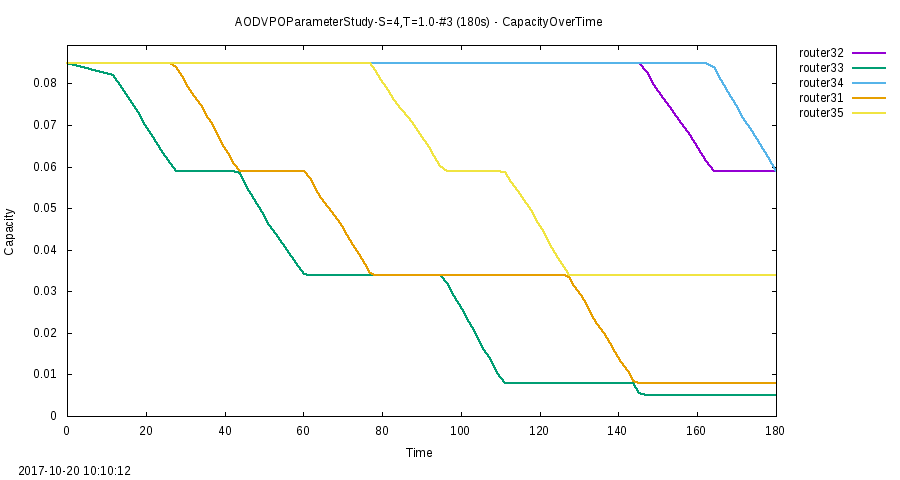 AODVPOParameterStudy-S=4,T=1.0-#3 (180s) - CapacityOverTime
router32
router33
router34
router31
router35
0.08
0.07
0.06
0.05
0.04
0.03
0.02
0.01
0
Capacity
0 20 40 60 80 100 120 140 160 180
Time
2017-10-20 10:10:12